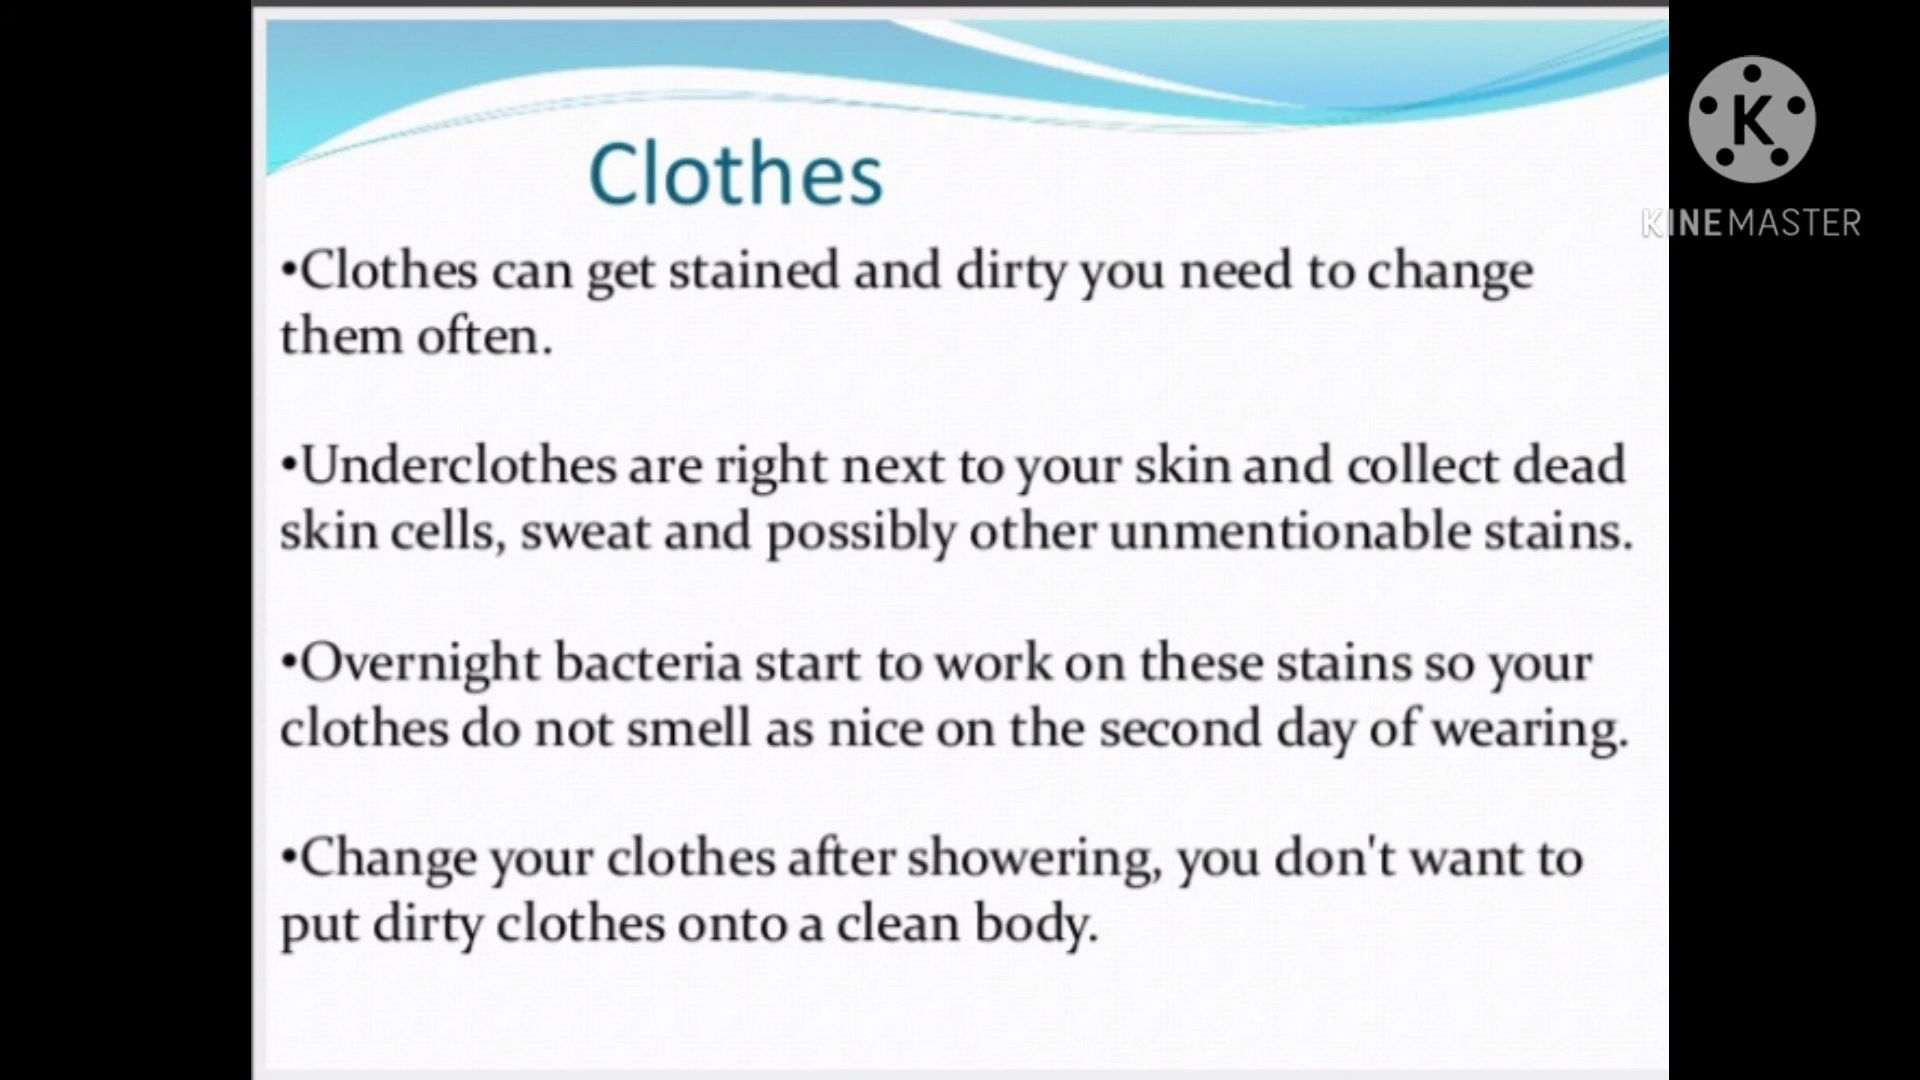 Clothes
•Clothes can get stained and dirty you need to change
them often.
•Underclothes are right next to your skin and collect dead
skin cells, sweat and possibly other unmentionable stains.
•Overnight bacteria start to work on these stains so your
clothes do not smell as nice on the second day of wearing.
•Change your clothes after showering, you don't want to
put dirty clothes onto a clean body.
K
KINEMASTER